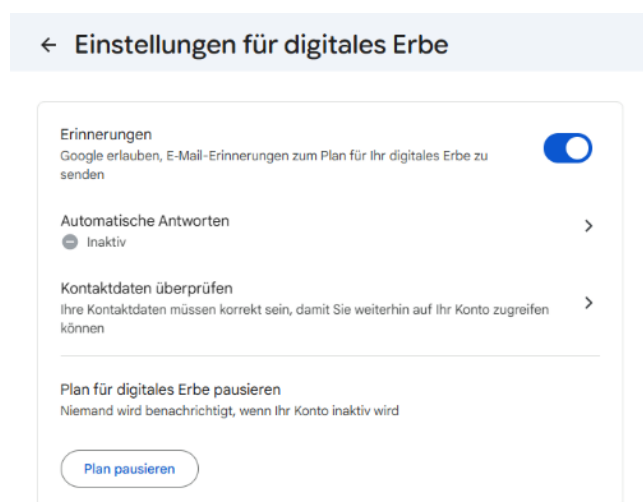 Einstellungen für digitales Erbe
Erinnerungen
Google erlauben, E-Mail-Erinnerungen zum Plan für Ihr digitales Erbe zu
senden
Automatische Antworten
Inaktiv
Kontaktdaten überprüfen
Ihre Kontaktdaten müssen korrekt sein, damit Sie weiterhin auf Ihr Konto zugreifen
können
Plan für digitales Erbe pausieren
Niemand wird benachrichtigt, wenn Ihr Konto inaktiv wird
Plan pausieren